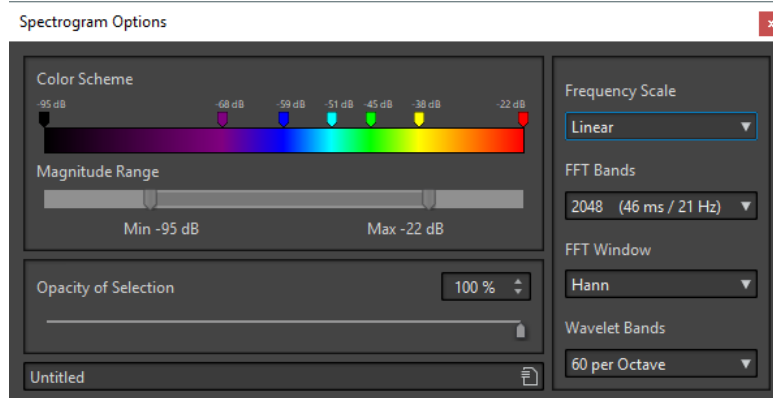 Spectrogram Options
Color Scheme
-95 dB -68 dB -59 dB -51 dB -45 dB -38 dB -22 dB
Magnitude Range
Min -95 dB Max -22 dB
Opacity of Selection 100 %
Untitled
Frequency Scale
Linear
FFT Bands
2048 (46 ms / 21 Hz)
FFT Window
Hann
Wavelet Bands
60 per Octave